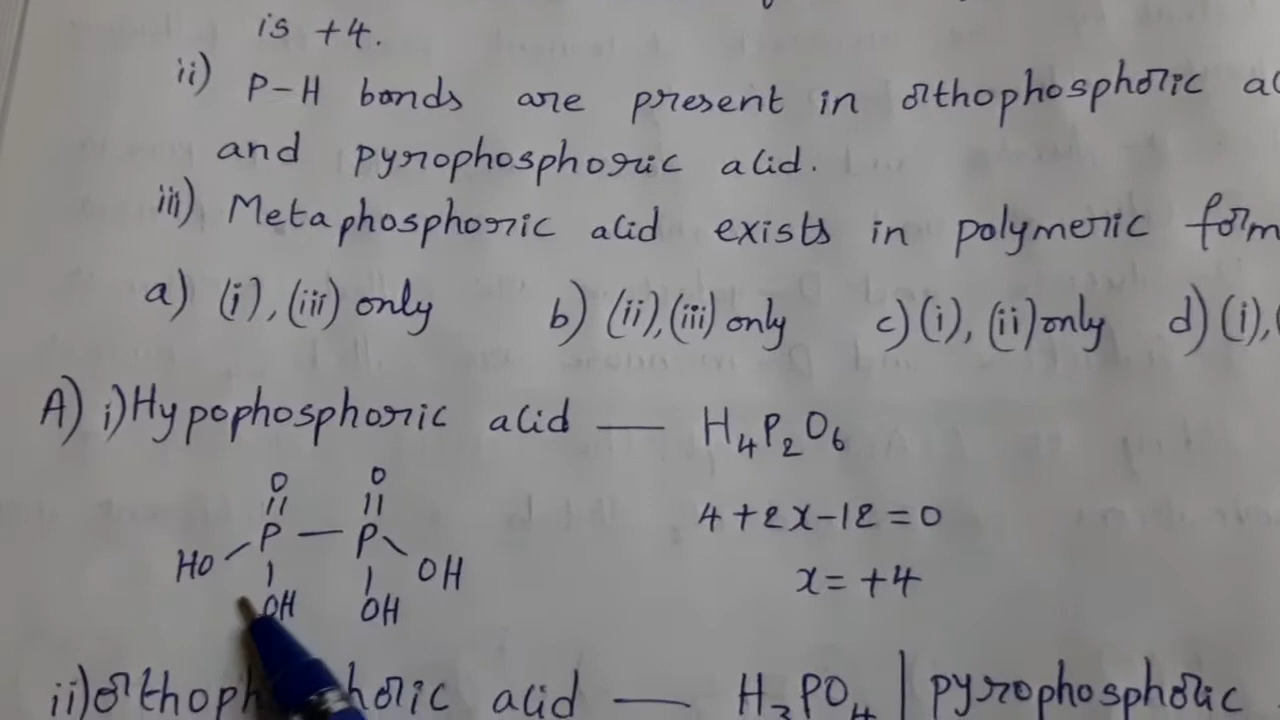 is +4.
ii) P-H bonds are present in orthophosphoric
and pyrophosphoric acid.
iii) Metaphosphoric acid exists in polymeric form
a) (i), (iii) only b) (ii), (iii) only c) (i), (ii) only d) (i),
A) i) Hypophosphoric acid — H₄P₂O₆
O O
P — P
HO OH
OH OH
4+2x-12=0
x=+4
ii) acid — H₃PO₄ | pyrophosphoric